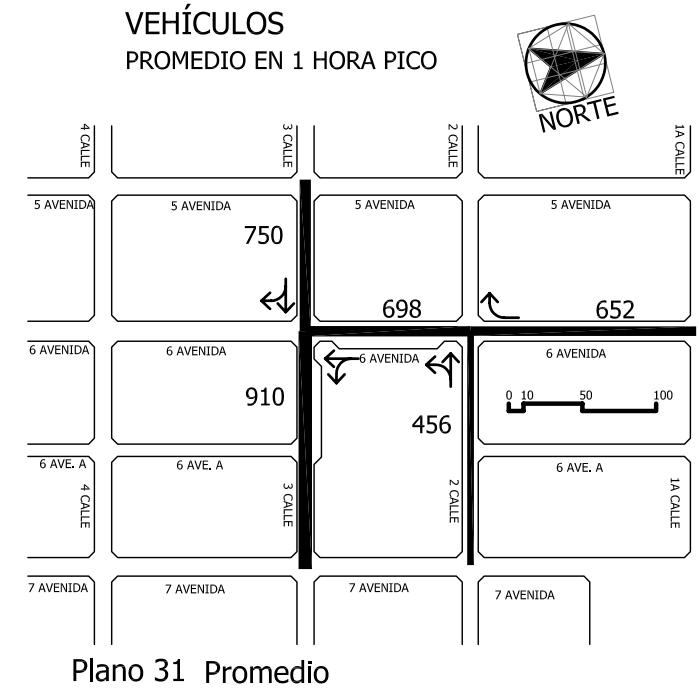 VEHÍCULOS
PROMEDIO EN 1 HORA PICO
NORTE
4 CALLE
3 CALLE
2 CALLE
1A CALLE
5 AVENIDA
5 AVENIDA
5 AVENIDA
5 AVENIDA
750
698
652
6 AVENIDA
6 AVENIDA
6 AVENIDA
6 AVENIDA
0 10 50 100
910
456
6 AVE. A
6 AVE. A
4 CALLE
3 CALLE
2 CALLE
1A CALLE
7 AVENIDA
7 AVENIDA
7 AVENIDA
7 AVENIDA
Plano 31 Promedio